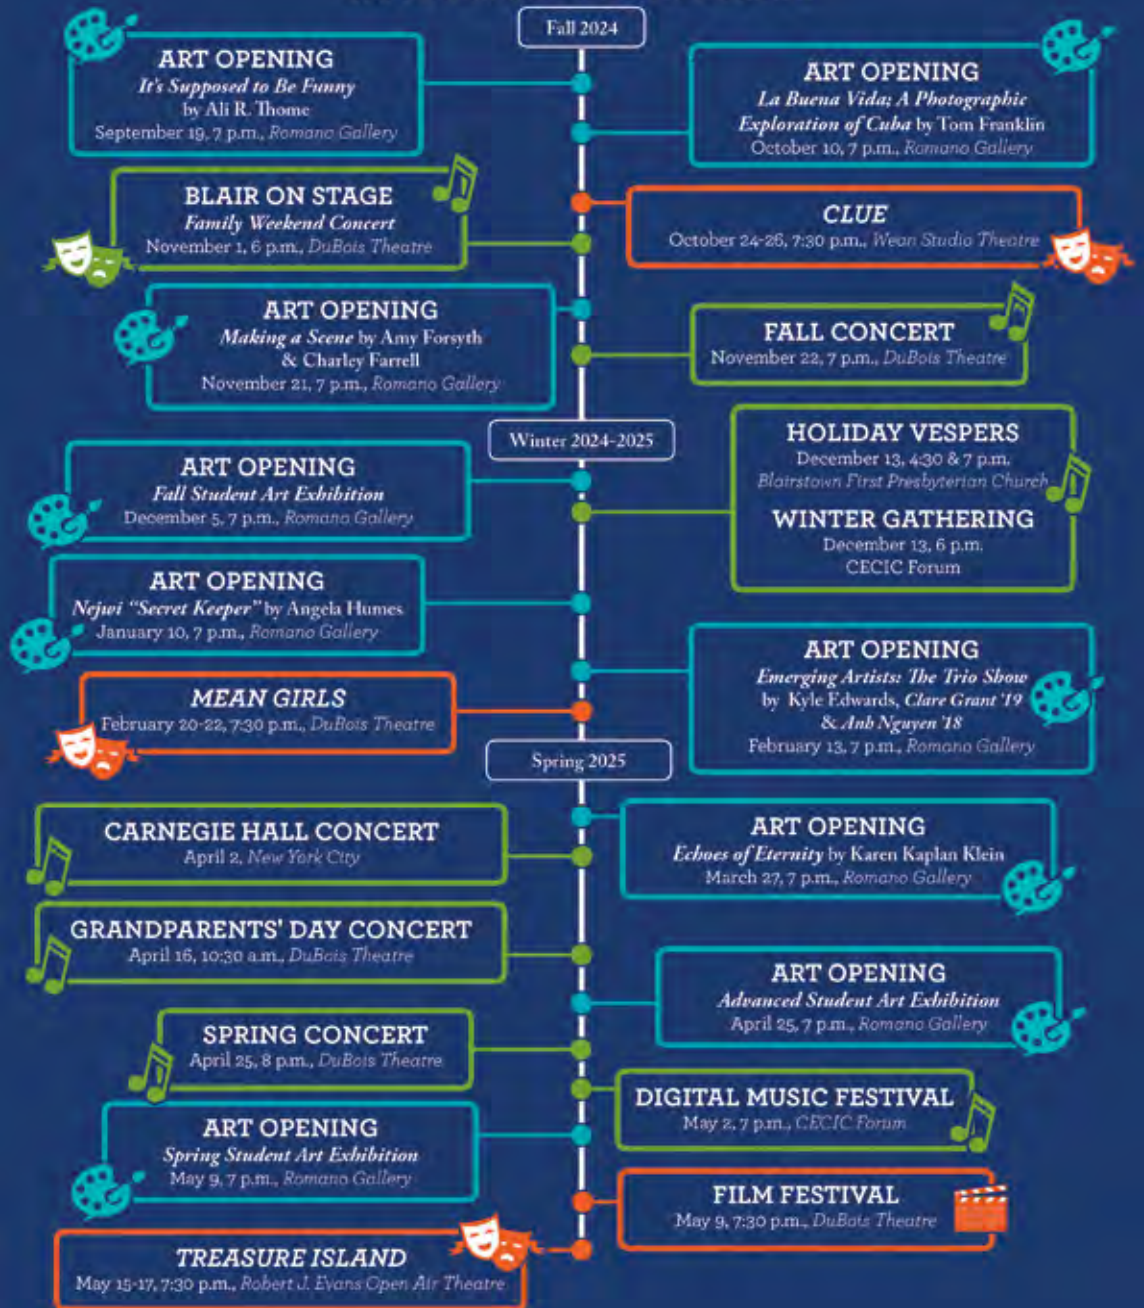 Fall 2024
ART OPENING
It's Supposed to Be Funny
by Ali R. Thome
September 19, 7 p.m., Romano Gallery
ART OPENING
La Buena Vida; A Photographic
Exploration of Cuba by Tom Franklin
October 10, 7 p.m., Romano Gallery
CLUE
October 24-26, 7:30 p.m., Wean Studio Theatre
BLAIR ON STAGE
Family Weekend Concert
November 1, 6 p.m., DuBois Theatre
ART OPENING
Making a Scene by Amy Forsyth
& Charley Farrell
November 21, 7 p.m., Romano Gallery
FALL CONCERT
November 22, 7 p.m., DuBois Theatre
Winter 2024-2025
ART OPENING
Fall Student Art Exhibition
December 5, 7 p.m., Romano Gallery
HOLIDAY VESPERS
December 13, 4:30 & 7 p.m.
Blairstown First Presbyterian Church
WINTER GATHERING
December 13, 6 p.m.
CECIC Forum
ART OPENING
Nejwi "Secret Keeper" by Angela Humes
January 10, 7 p.m., Romano Gallery
ART OPENING
Emerging Artists: The Trio Show
by Kyle Edwards, Clare Grant '19
& Anh Nguyen '18
February 13, 7 p.m., Romano Gallery
MEAN GIRLS
February 20-22, 7:30 p.m., DuBois Theatre
Spring 2025
ART OPENING
Echoes of Eternity by Karen Kaplan Klein
March 27, 7 p.m., Romano Gallery
CARNEGIE HALL CONCERT
April 2, New York City
GRANDPARENTS' DAY CONCERT
April 16, 10:30 a.m., DuBois Theatre
ART OPENING
Advanced Student Art Exhibition
April 25, 7 p.m., Romano Gallery
SPRING CONCERT
April 25, 8 p.m., DuBois Theatre
DIGITAL MUSIC FESTIVAL
May 2, 7 p.m., CECIC Forum
ART OPENING
Spring Student Art Exhibition
May 9, 7 p.m., Romano Gallery
FILM FESTIVAL
May 9, 7:30 p.m., DuBois Theatre
TREASURE ISLAND
May 15-17, 7:30 p.m., Robert J. Evans Open Air Theatre